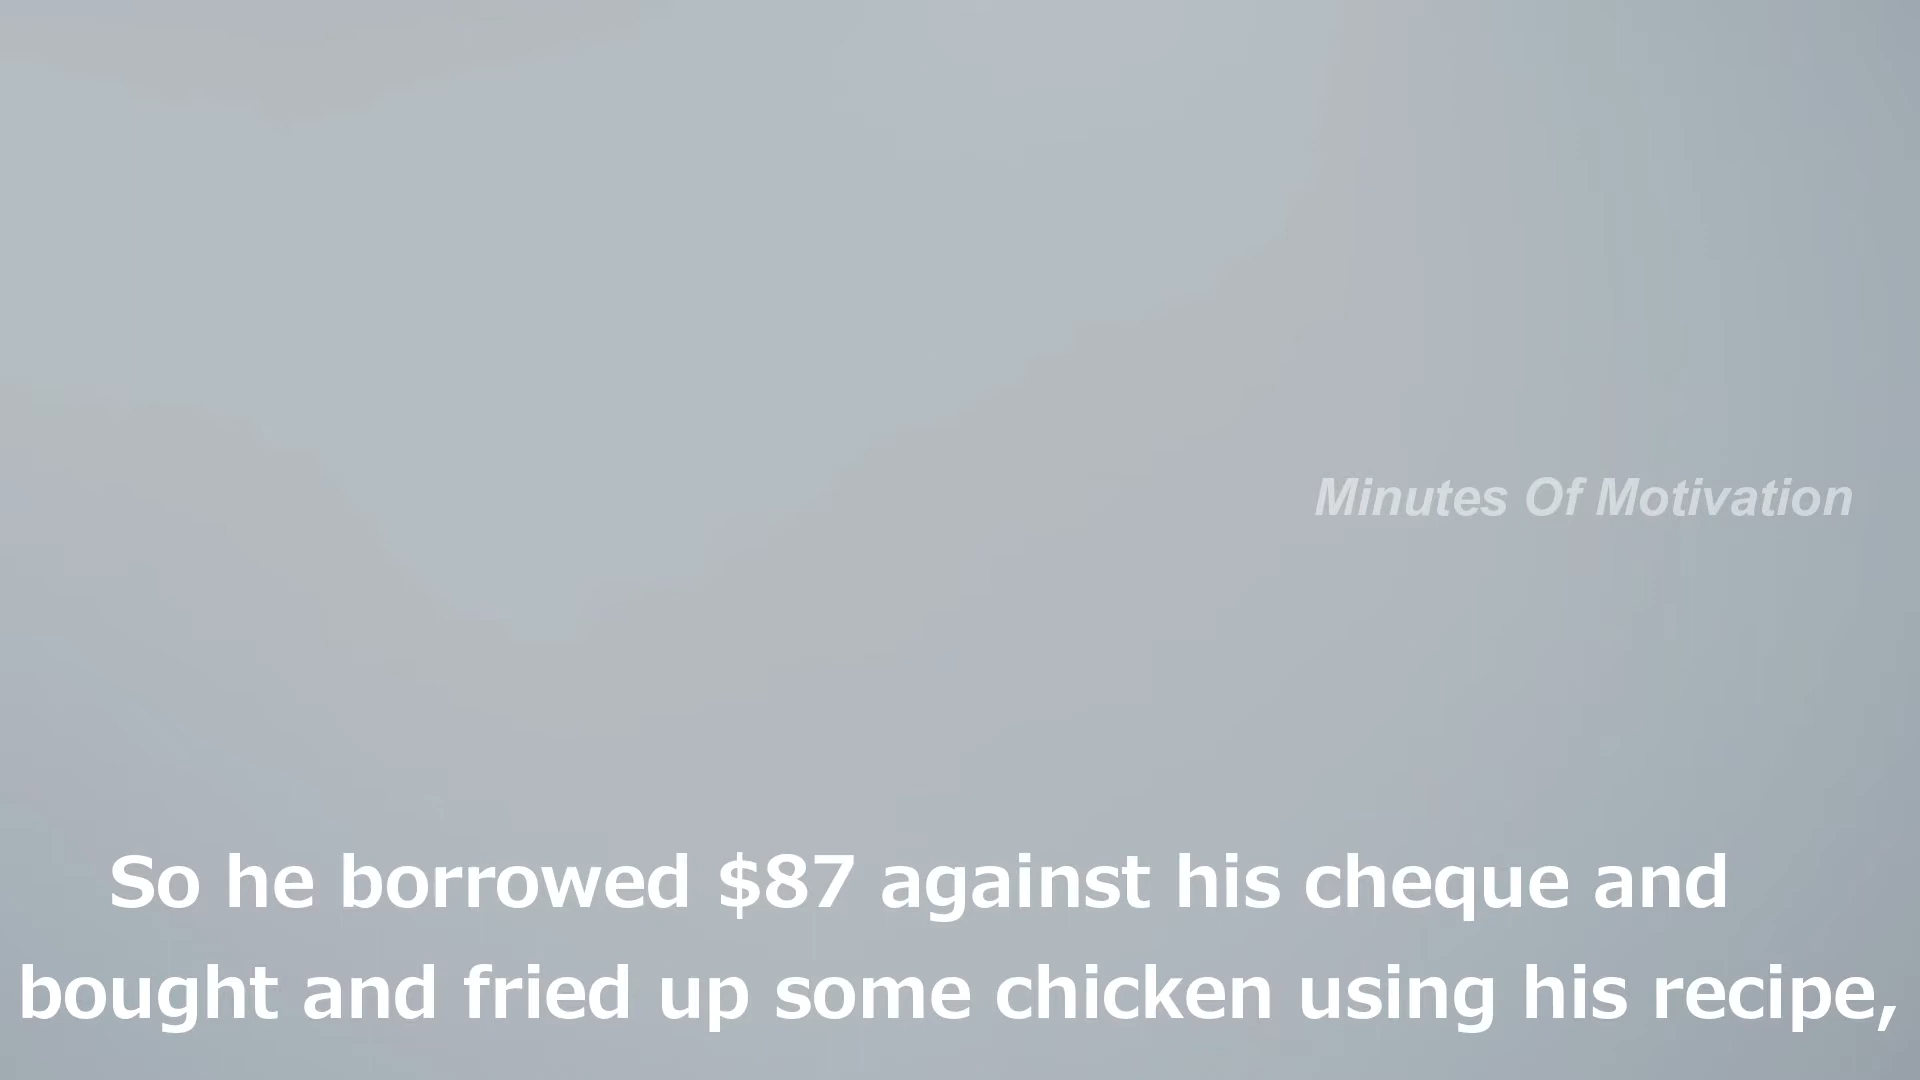 Minutes Of Motivation
So he borrowed $87 against his cheque and
bought and fried up some chicken using his recipe,